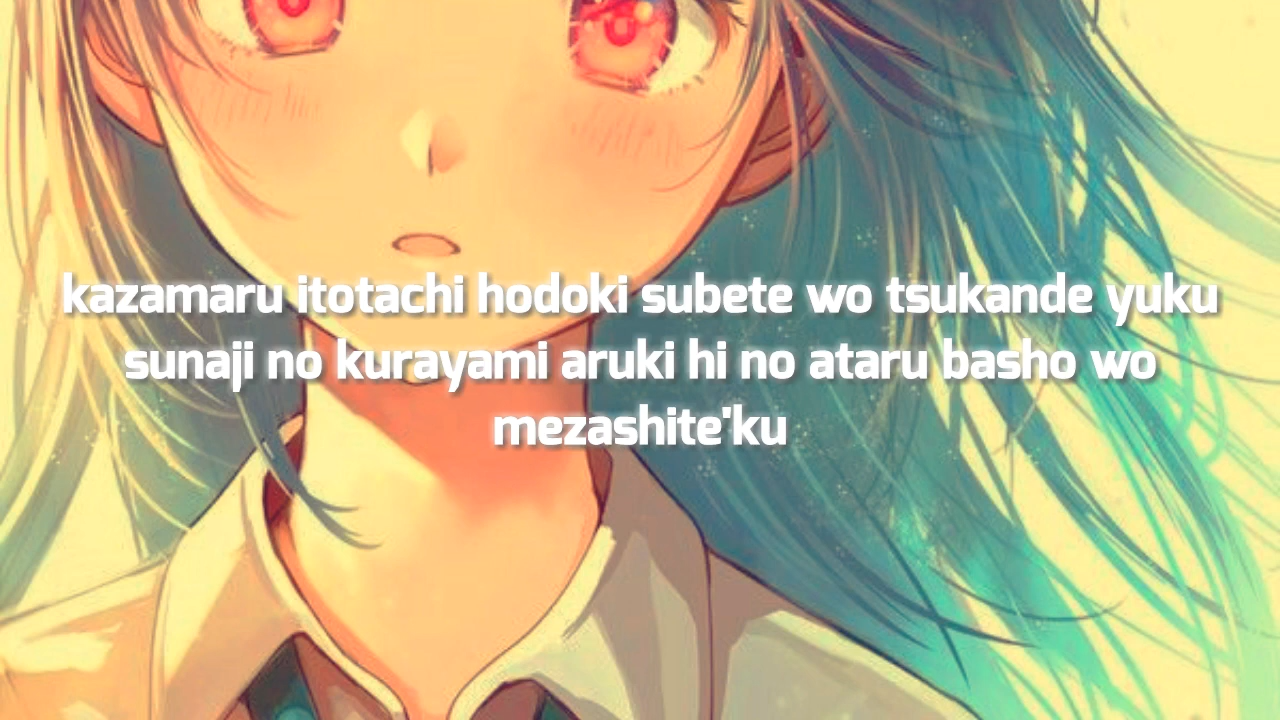 kazamaru itotachi hodoki subete wo tsukande yuku
sunaji no kurayami aruki hi no ataru basho wo
mezashite'ku